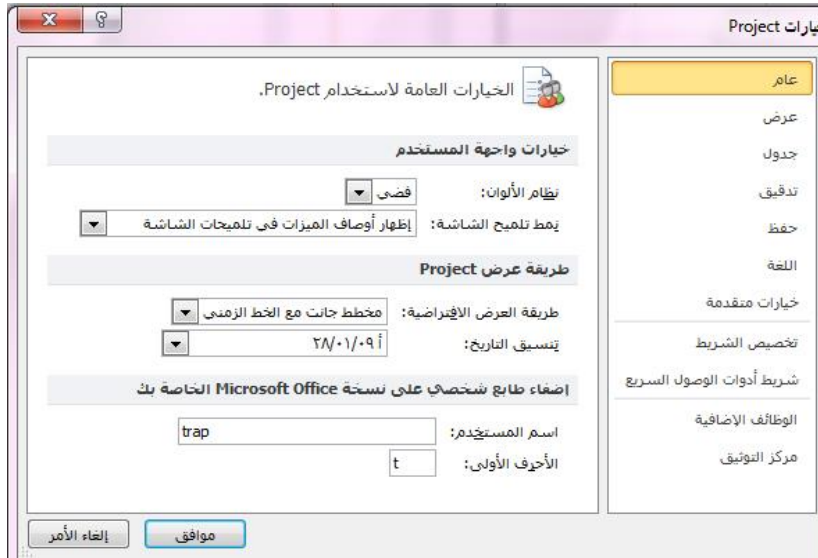 يارات Project
عام
عرض
جدول
تدقيق
حفظ
اللغة
خيارات متقدمة
تخصيص الشريط
شريط أدوات الوصول السريع
الوظائف الإضافية
مركز التوثيق
الخيارات العامة لاستخدام Project.
خيارات واجهة المستخدم
نظام الألوان: فضي
نمط تلميح الشاشة: إظهار أوصاف الميزات في تلميحات الشاشة
طريقة عرض Project
طريقة العرض الافتراضية: مخطط جانت مع الخط الزمني
تنسيق التاريخ: أ ٢٨/٠١/٠٩
إضفاء طابع شخصي على نسخة Microsoft Office الخاصة بك
اسم المستخدم: trap
الأحرف الأولى: t
موافق
إلغاء الأمر